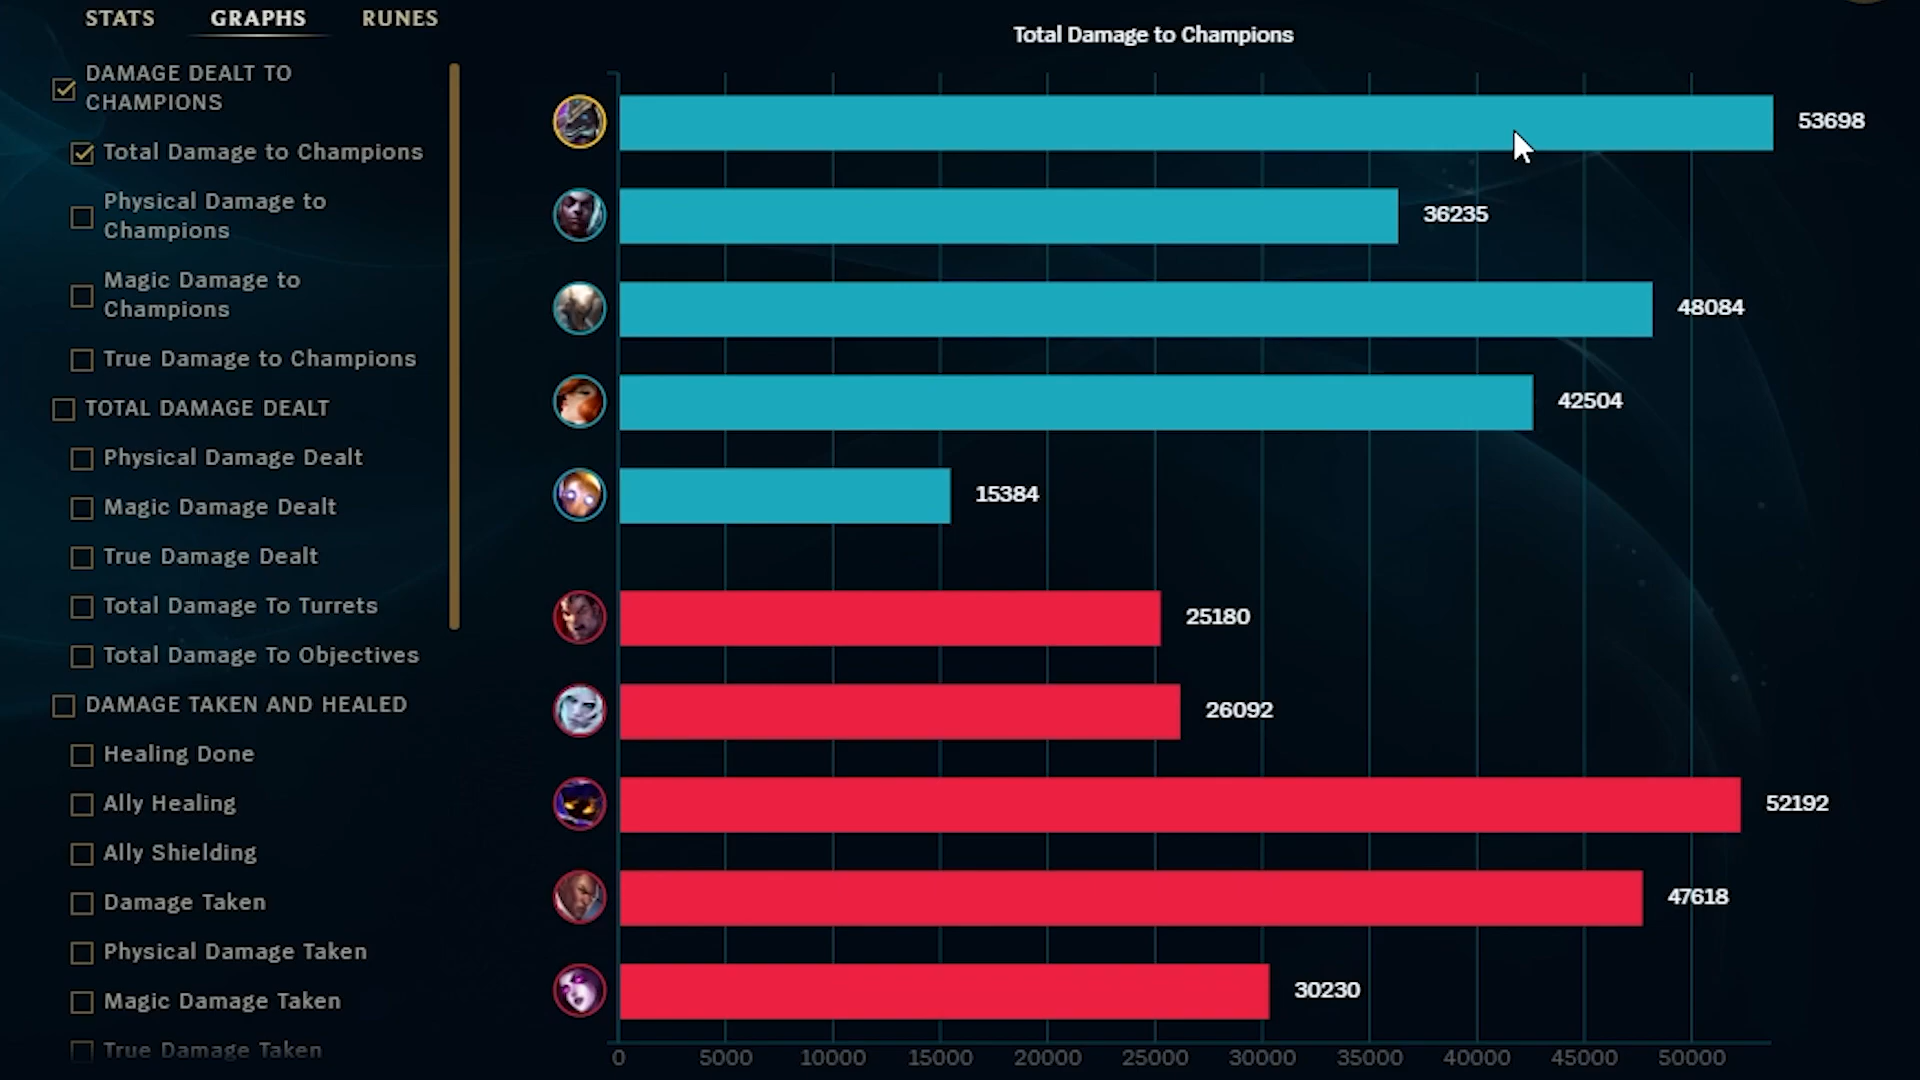 STATS GRAPHS RUNES
DAMAGE DEALT TO
CHAMPIONS
Total Damage to Champions
Physical Damage to
Champions
Magic Damage to
Champions
True Damage to Champions
TOTAL DAMAGE DEALT
Physical Damage Dealt
Magic Damage Dealt
True Damage Dealt
Total Damage To Turrets
Total Damage To Objectives
DAMAGE TAKEN AND HEALED
Healing Done
Ally Healing
Ally Shielding
Damage Taken
Physical Damage Taken
Magic Damage Taken
True Damage Taken
Total Damage to Champions
53698
36235
48084
42504
15384
25180
26092
52192
47618
30230
0 5000 10000 15000 20000 25000 30000 35000 40000 45000 50000